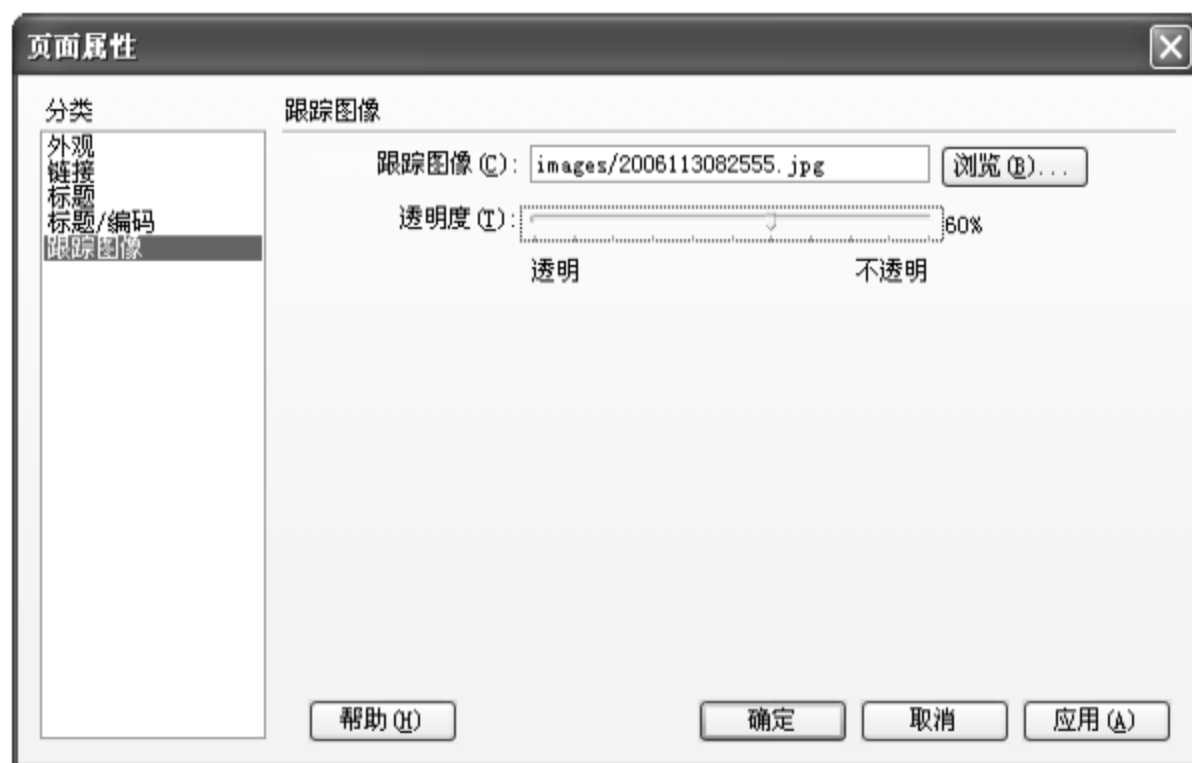 页面属性
分类
外观
链接
标题
标题/编码
跟踪图像
跟踪图像
跟踪图像(C): images/2006113082555.jpg 浏览(B)...
透明度(T): 60%
透明 不透明
帮助(H) 确定 取消 应用(A)